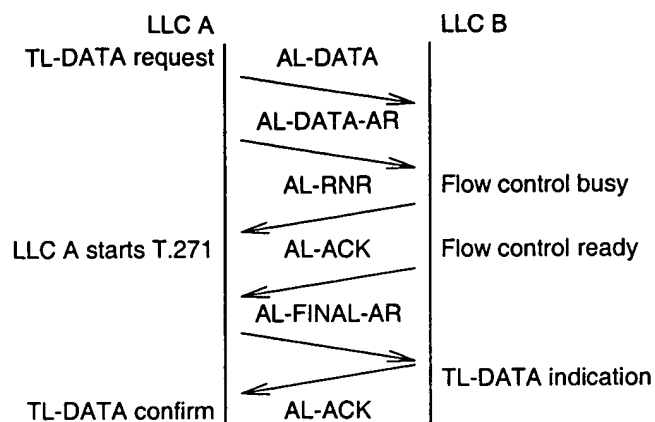 LLC A LLC B
TL-DATA request AL-DATA
AL-DATA-AR
AL-RNR Flow control busy
LLC A starts T.271 AL-ACK Flow control ready
AL-FINAL-AR
TL-DATA indication
TL-DATA confirm AL-ACK